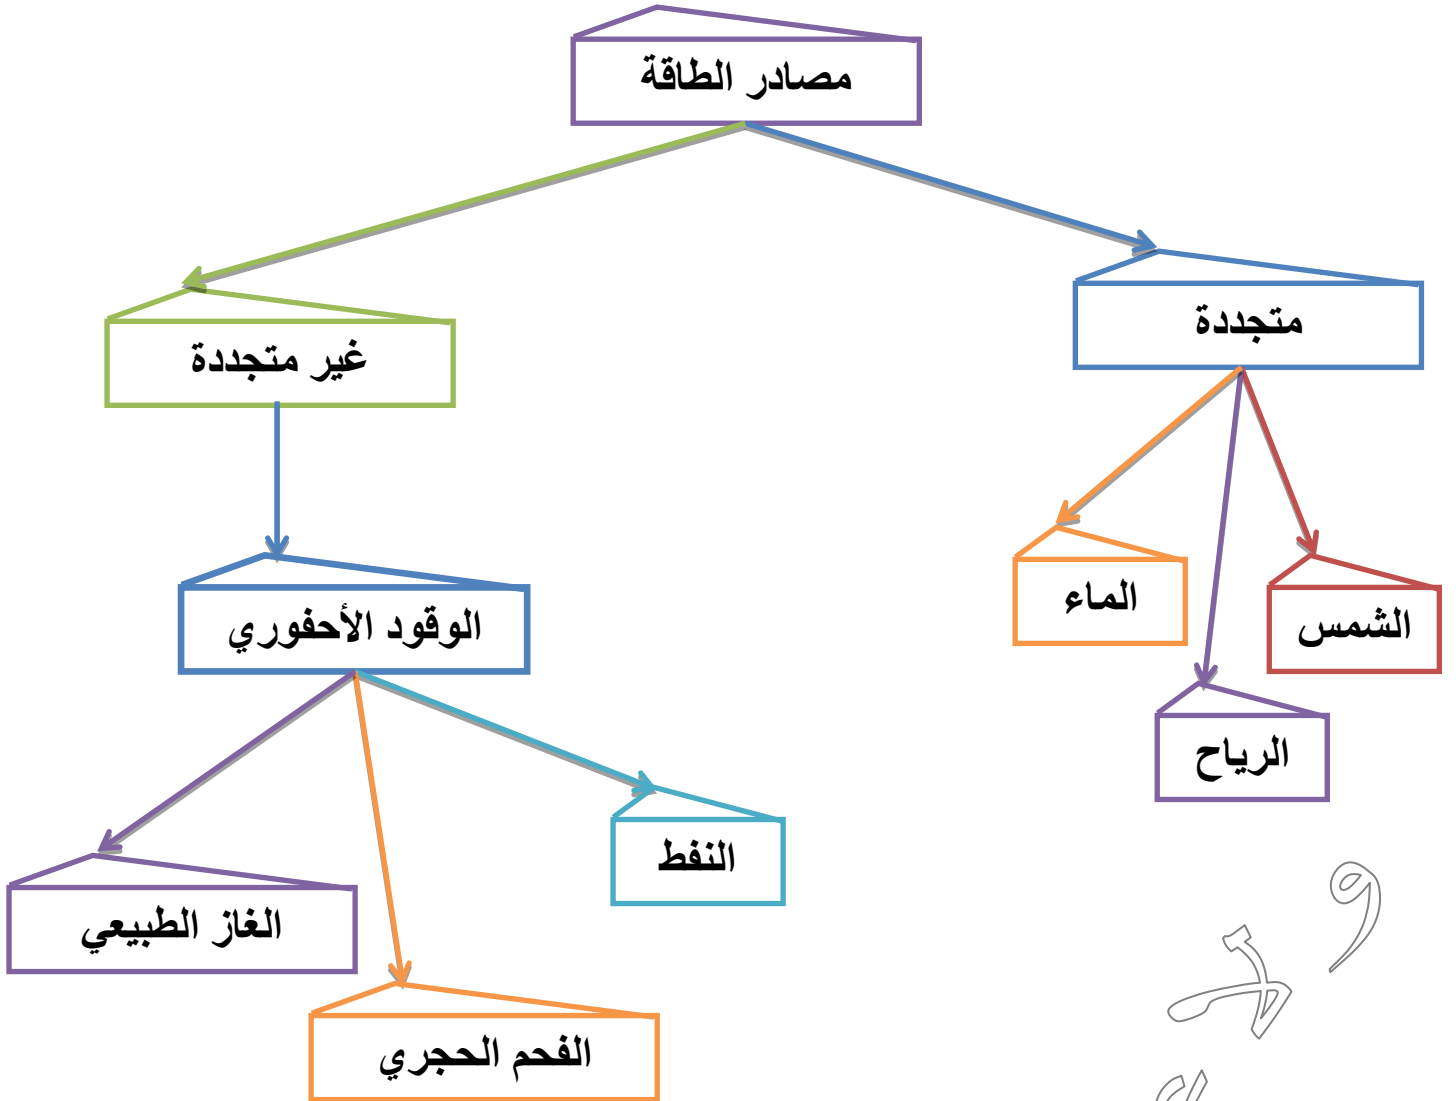 مصادر الطاقة
متجددة
غير متجددة
الماء
الشمس
الرياح
الوقود الأحفوري
النفط
الغاز الطبيعي
الفحم الحجري